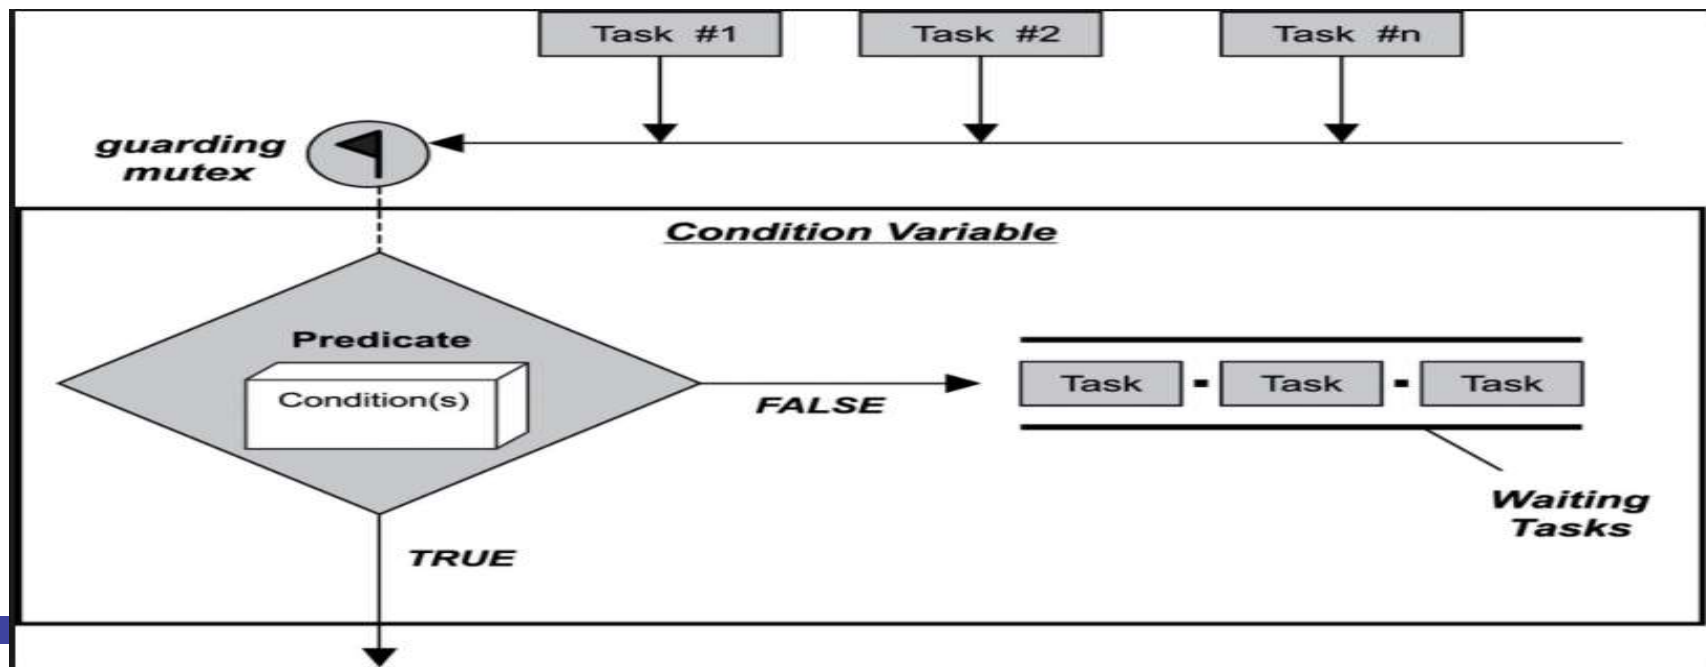 Task #1
Task #2
Task #n
guarding
mutex
Condition Variable
Predicate
Condition(s)
FALSE
Task
Task
Task
Waiting
Tasks
TRUE